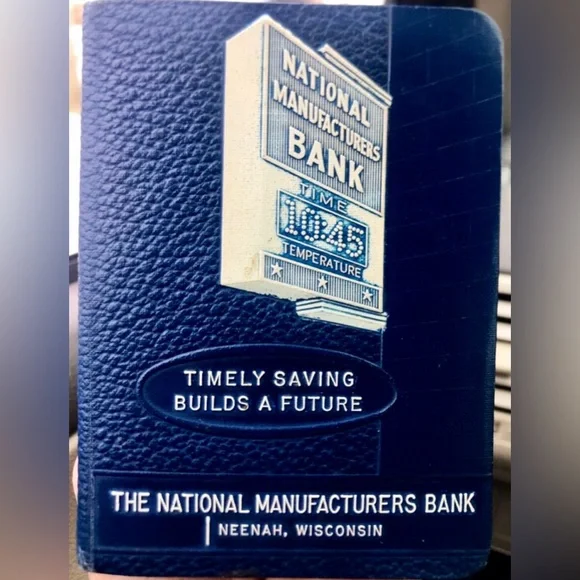 NATIONAL
MANUFACTURERS
BANK
TIME
10:45
TEMPERATURE
TIMELY SAVING
BUILDS A FUTURE
THE NATIONAL MANUFACTURERS BANK
NEENAH, WISCONSIN